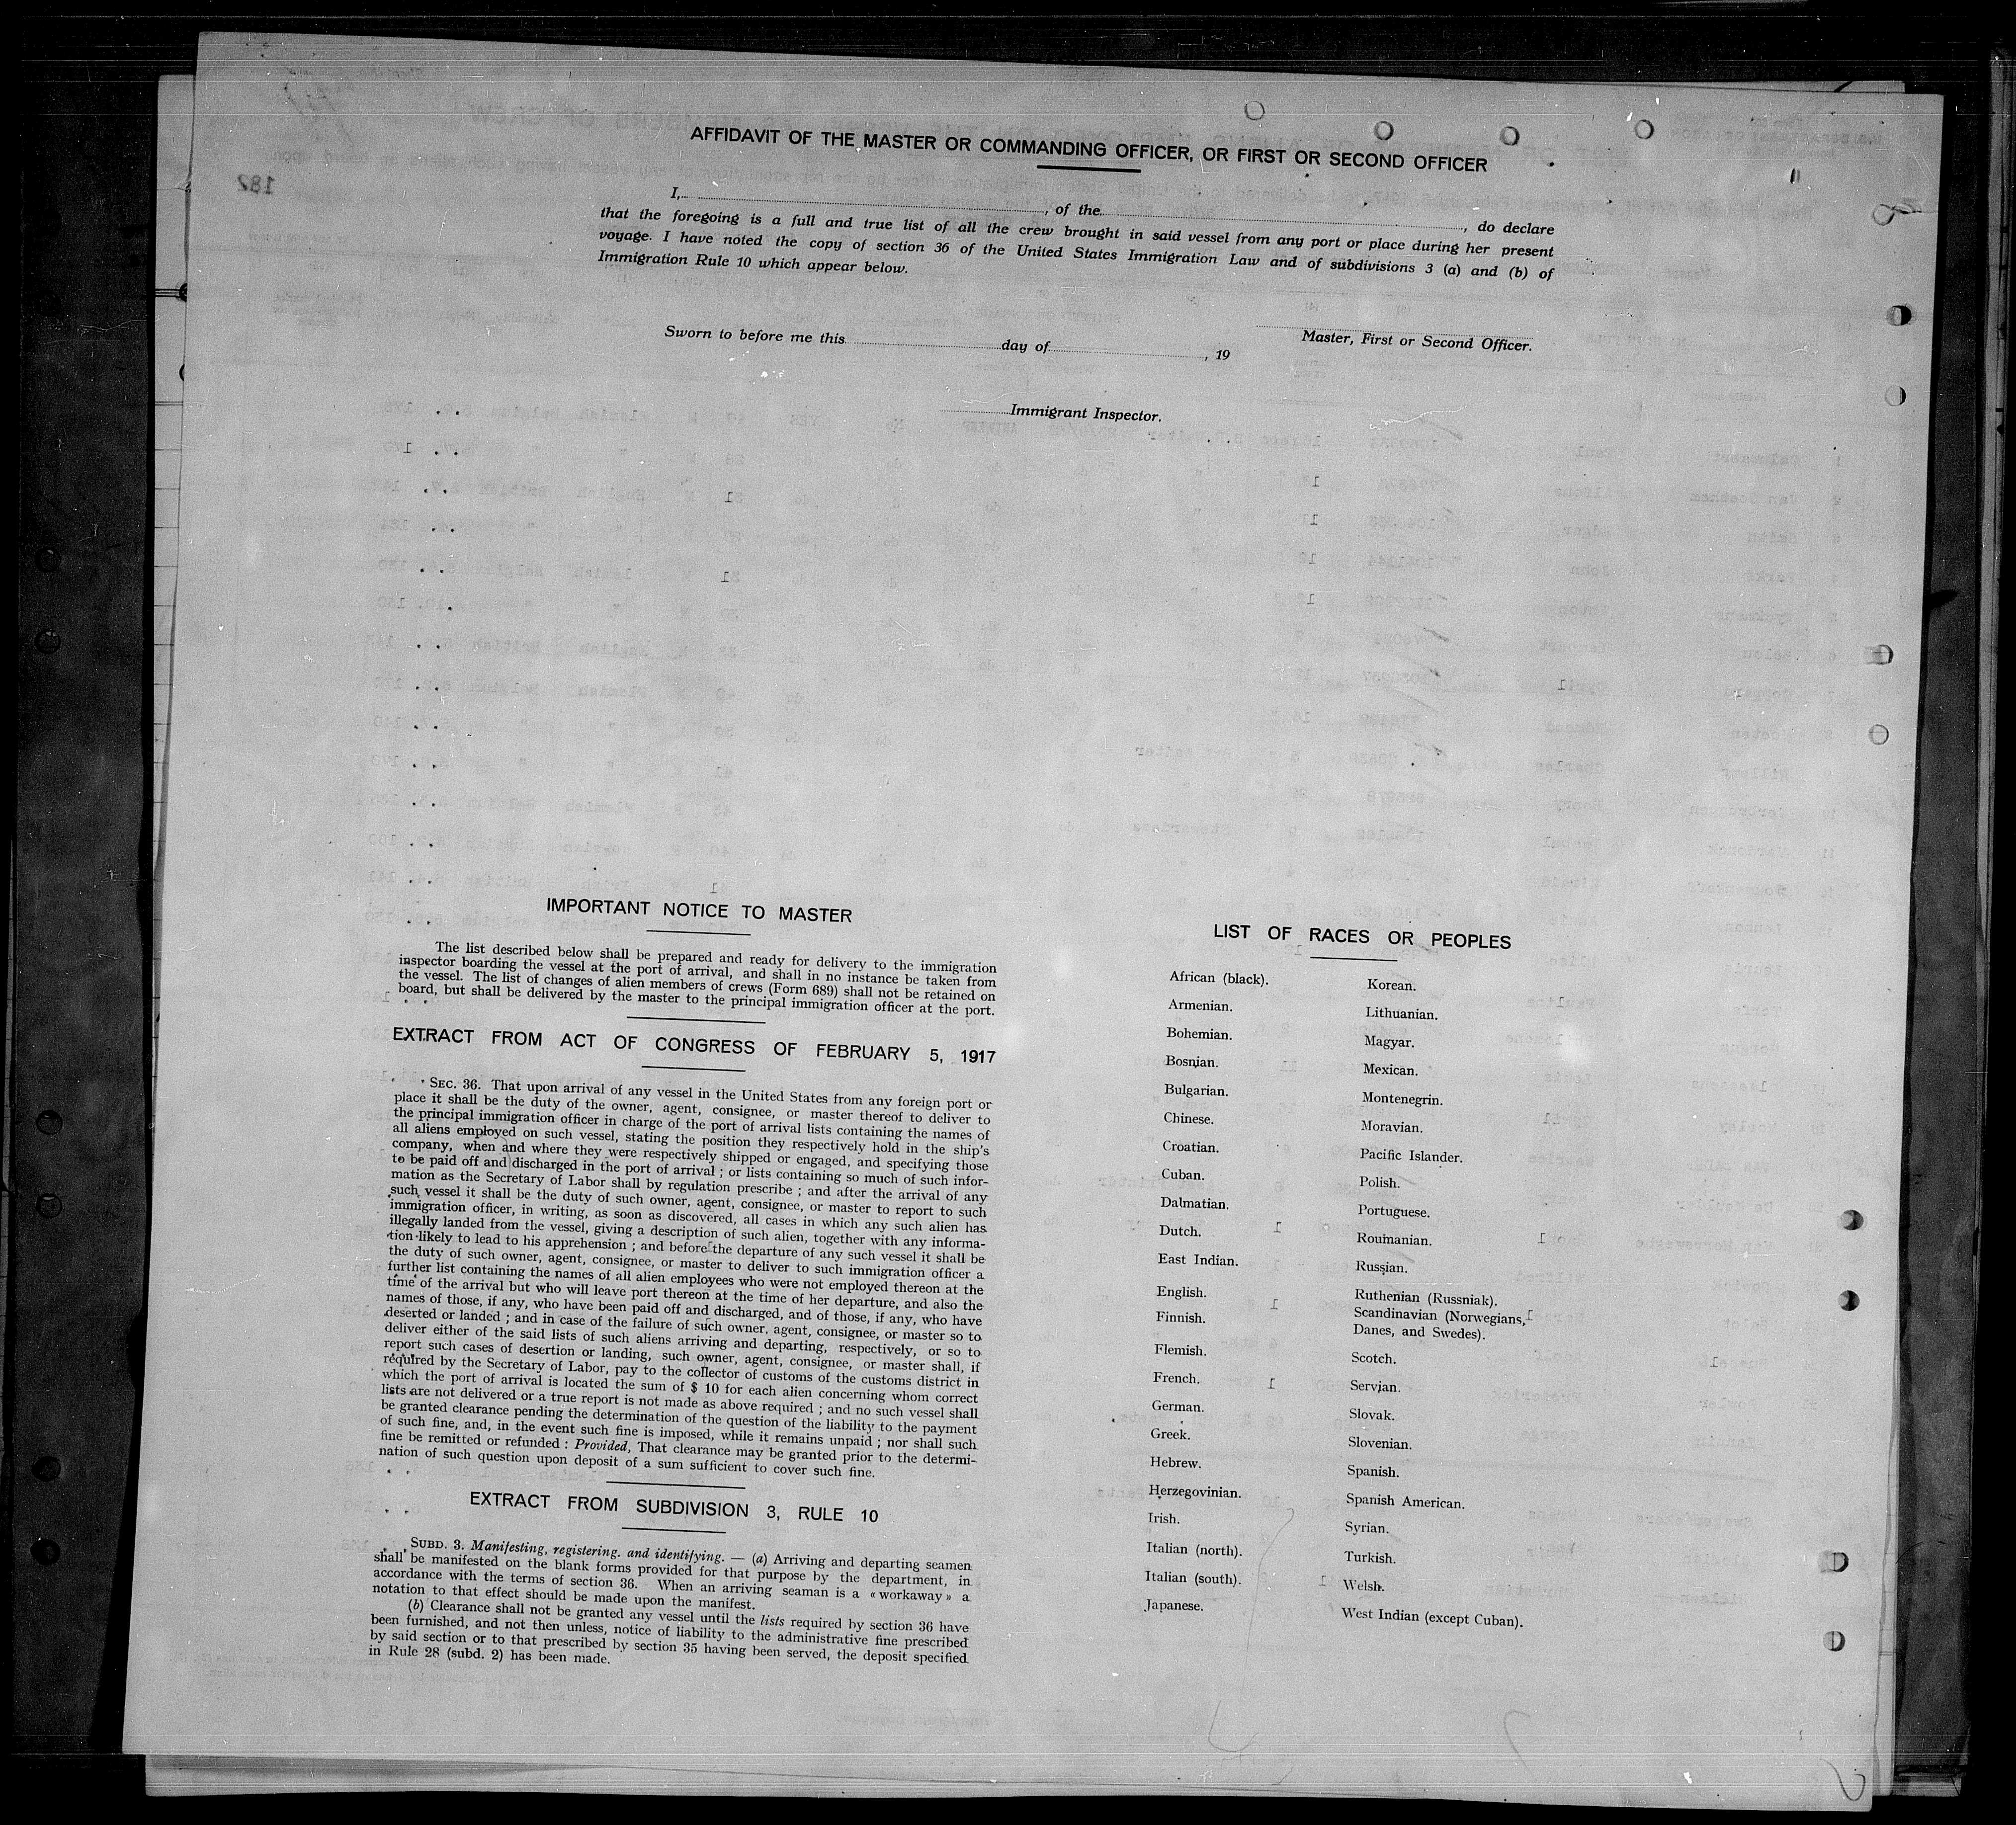 AFFIDAVIT OF THE MASTER OR COMMANDING OFFICER, OR FIRST OR SECOND OFFICER
182
I, , of the , do declare
that the foregoing is a full and true list of all the crew brought in said vessel from any port or place during her present
voyage. I have noted the copy of section 36 of the United States Immigration Law and of subdivisions 3 (a) and (b) of
Immigration Rule 10 which appear below.
Sworn to before me this day of , 19
Master, First or Second Officer.
Immigrant Inspector.
IMPORTANT NOTICE TO MASTER
The list described below shall be prepared and ready for delivery to the immigration
inspector boarding the vessel at the port of arrival, and shall in no instance be taken from
the vessel. The list of changes of alien members of crews (Form 689) shall not be retained on
board, but shall be delivered by the master to the principal immigration officer at the port.
EXTRACT FROM ACT OF CONGRESS OF FEBRUARY 5, 1917
SEC. 36. That upon arrival of any vessel in the United States from any foreign port or
place it shall be the duty of the owner, agent, consignee, or master thereof to deliver to
the principal immigration officer in charge of the port of arrival lists containing the names of
all aliens employed on such vessel, stating the position they respectively hold in the ship's
company, when and where they were respectively shipped or engaged, and specifying those
to be paid off and discharged in the port of arrival ; or lists containing so much of such infor-
mation as the Secretary of Labor shall by regulation prescribe ; and after the arrival of any
such vessel it shall be the duty of such owner, agent, consignee, or master to report to such
immigration officer, in writing, as soon as discovered, all cases in which any such alien has
illegally landed from the vessel, giving a description of such alien, together with any informa-
tion likely to lead to his apprehension ; and before the departure of any such vessel it shall be
the duty of such owner, agent, consignee, or master to deliver to such immigration officer a
further list containing the names of all alien employees who were not employed thereon at the
time of the arrival but who will leave port thereon at the time of her departure, and also the
names of those, if any, who have been paid off and discharged, and of those, if any, who have
deserted or landed ; and in case of the failure of such owner, agent, consignee, or master so to
deliver either of the said lists of such aliens arriving and departing, respectively, or so to
report such cases of desertion or landing, such owner, agent, consignee, or master shall, if
required by the Secretary of Labor, pay to the collector of customs of the customs district in
which the port of arrival is located the sum of $ 10 for each alien concerning whom correct
lists are not delivered or a true report is not made as above required ; and no such vessel shall
be granted clearance pending the determination of the question of the liability to the payment
of such fine, and, in the event such fine is imposed, while it remains unpaid ; nor shall such
fine be remitted or refunded : Provided, That clearance may be granted prior to the determi-
nation of such question upon deposit of a sum sufficient to cover such fine.
EXTRACT FROM SUBDIVISION 3, RULE 10
SUBD. 3. Manifesting, registering. and identifying. — (a) Arriving and departing seamen
shall be manifested on the blank forms provided for that purpose by the department, in
accordance with the terms of section 36. When an arriving seaman is a « workaway » a
notation to that effect should be made upon the manifest.
(b) Clearance shall not be granted any vessel until the lists required by section 36 have
been furnished, and not then unless, notice of liability to the administrative fine prescribed
by said section or to that prescribed by section 35 having been served, the deposit specified
in Rule 28 (subd. 2) has been made.
LIST OF RACES OR PEOPLES
African (black).
Armenian.
Bohemian.
Bosnian.
Bulgarian.
Chinese.
Croatian.
Cuban.
Dalmatian.
Dutch.
East Indian.
English.
Finnish.
Flemish.
French.
German.
Greek.
Hebrew.
Herzegovinian.
Irish.
Italian (north).
Italian (south).
Japanese.
Korean.
Lithuanian.
Magyar.
Mexican.
Montenegrin.
Moravian.
Pacific Islander.
Polish.
Portuguese.
Roumanian.
Russian.
Ruthenian (Russniak).
Scandinavian (Norwegians,
Danes, and Swedes).
Scotch.
Servian.
Slovak.
Slovenian.
Spanish.
Spanish American.
Syrian.
Turkish.
Welsh.
West Indian (except Cuban).